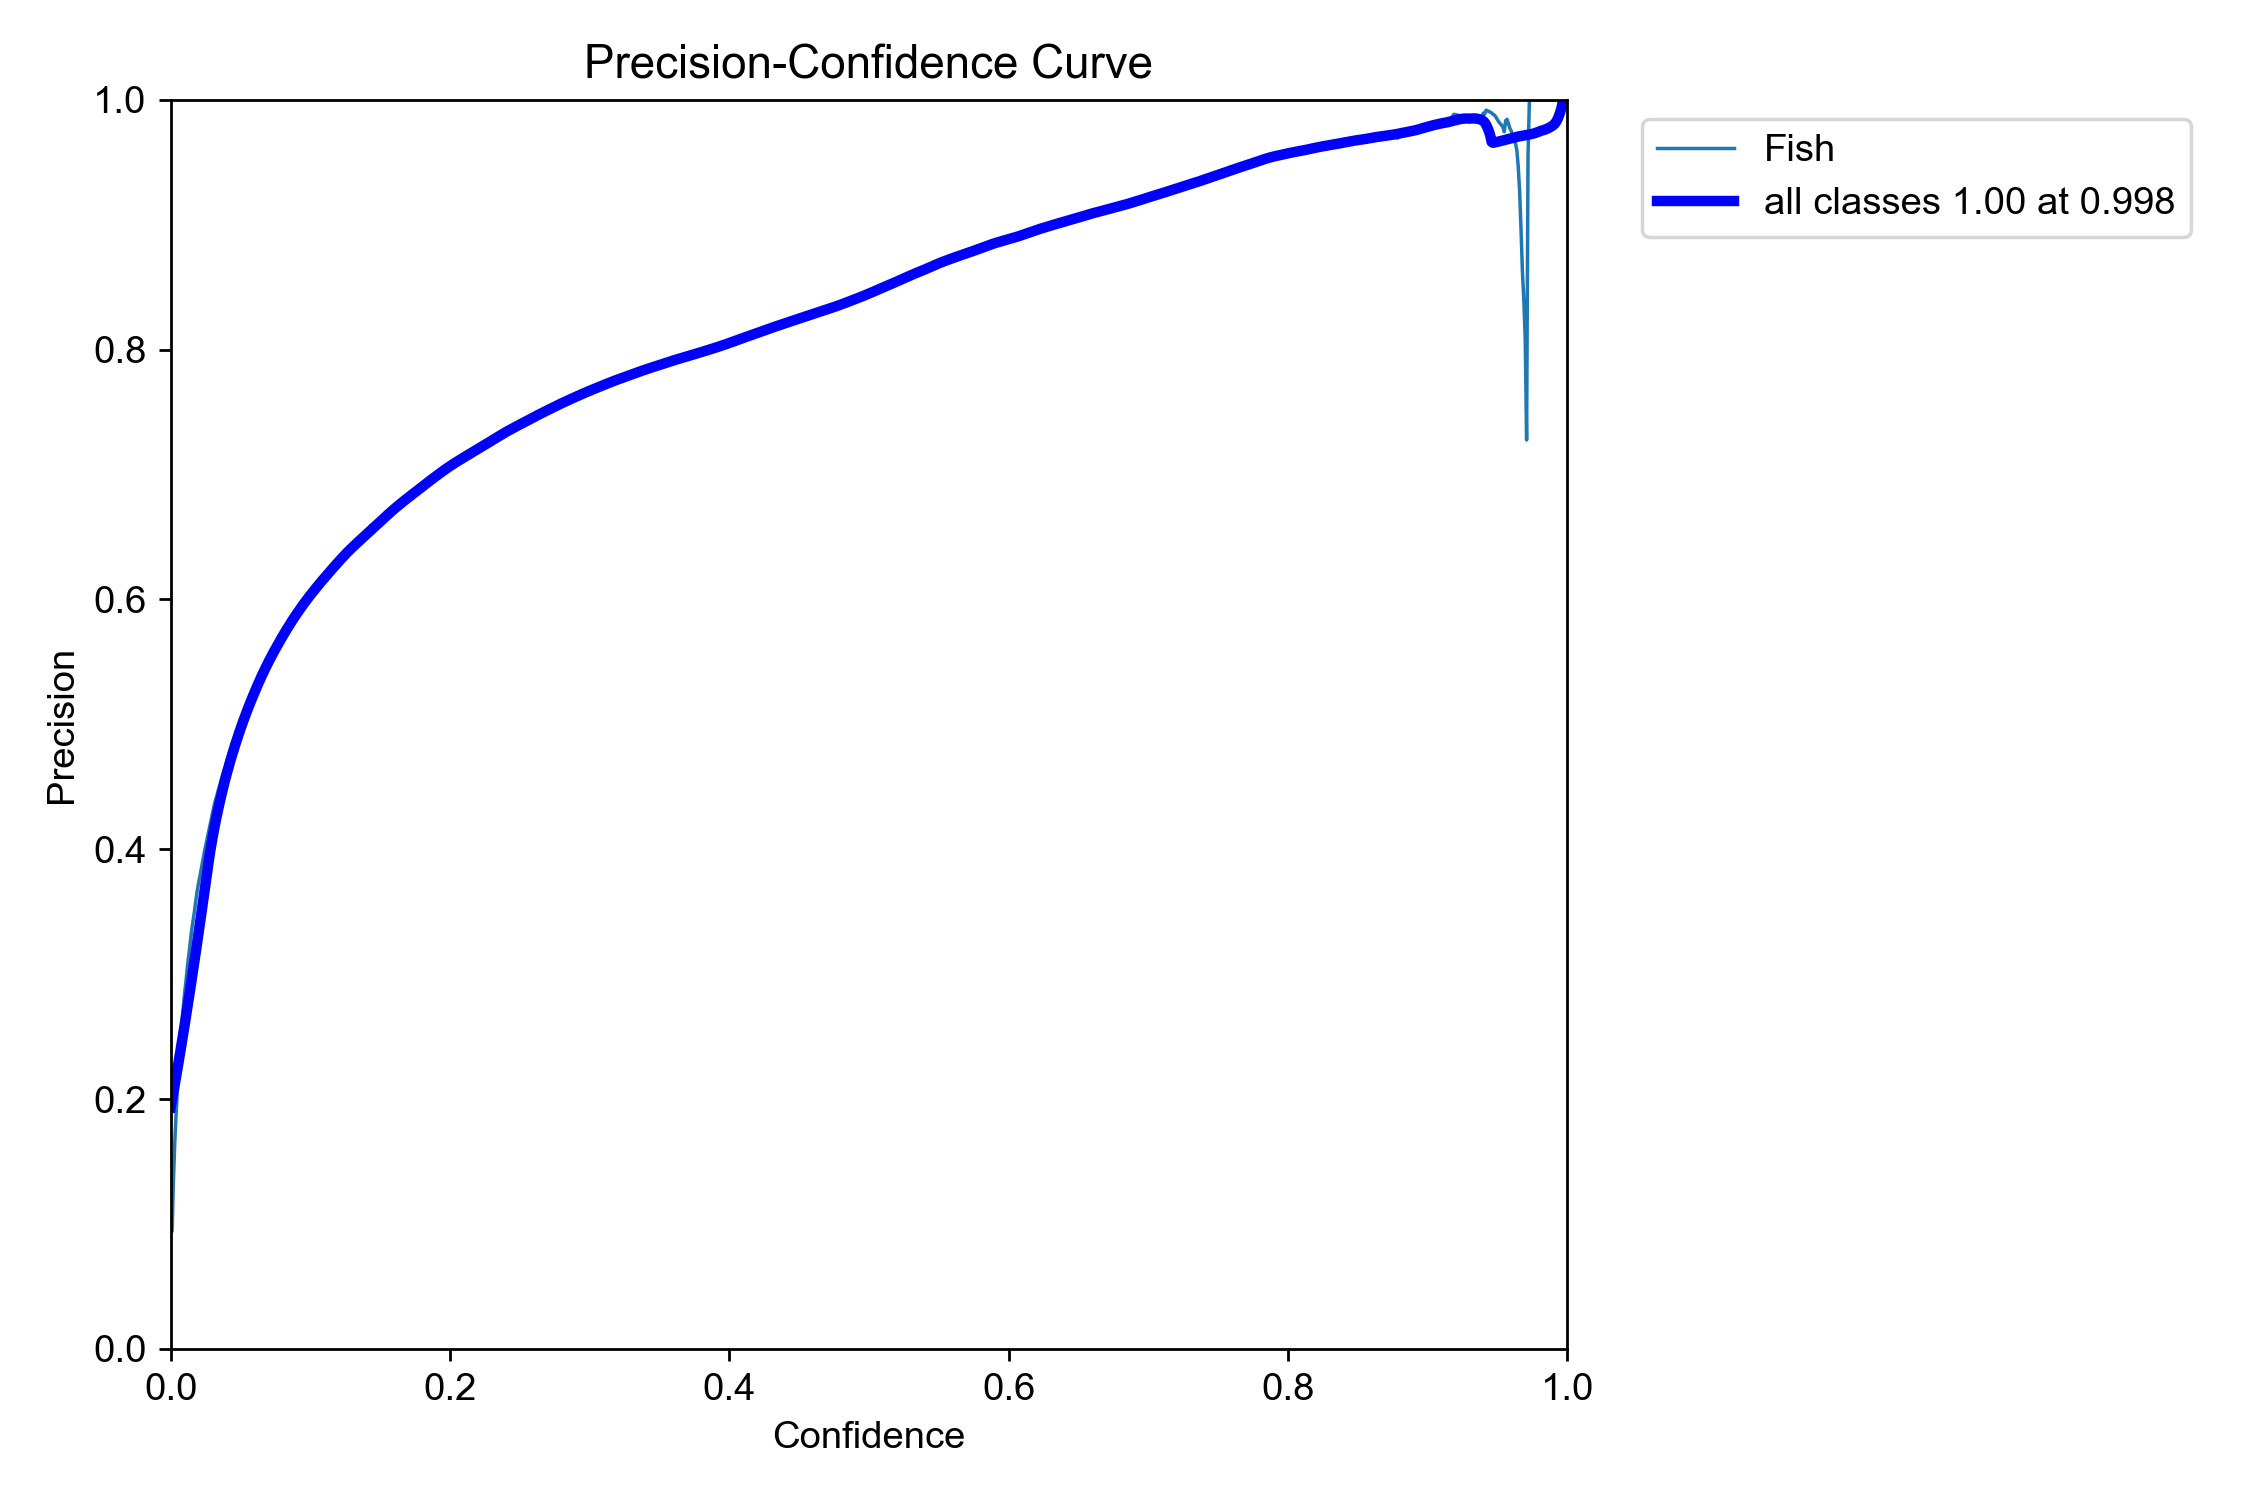 Precision-Confidence Curve
Fish
all classes 1.00 at 0.998
Precision
1.0
0.8
0.6
0.4
0.2
0.0
0.0 0.2 0.4 0.6 0.8 1.0
Confidence